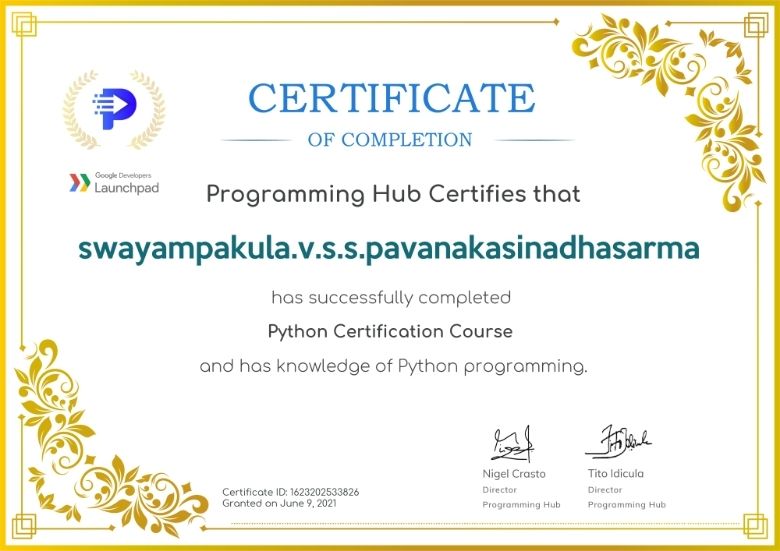 CERTIFICATE
OF COMPLETION
Google Developers
Launchpad
Programming Hub Certifies that
swayampakula.v.s.s.pavanakasinadhasarma
has successfully completed
Python Certification Course
and has knowledge of Python programming.
Nigel Crasto
Director
Programming Hub
Tito Idicula
Director
Programming Hub
Certificate ID: 1623202533826
Granted on June 9, 2021